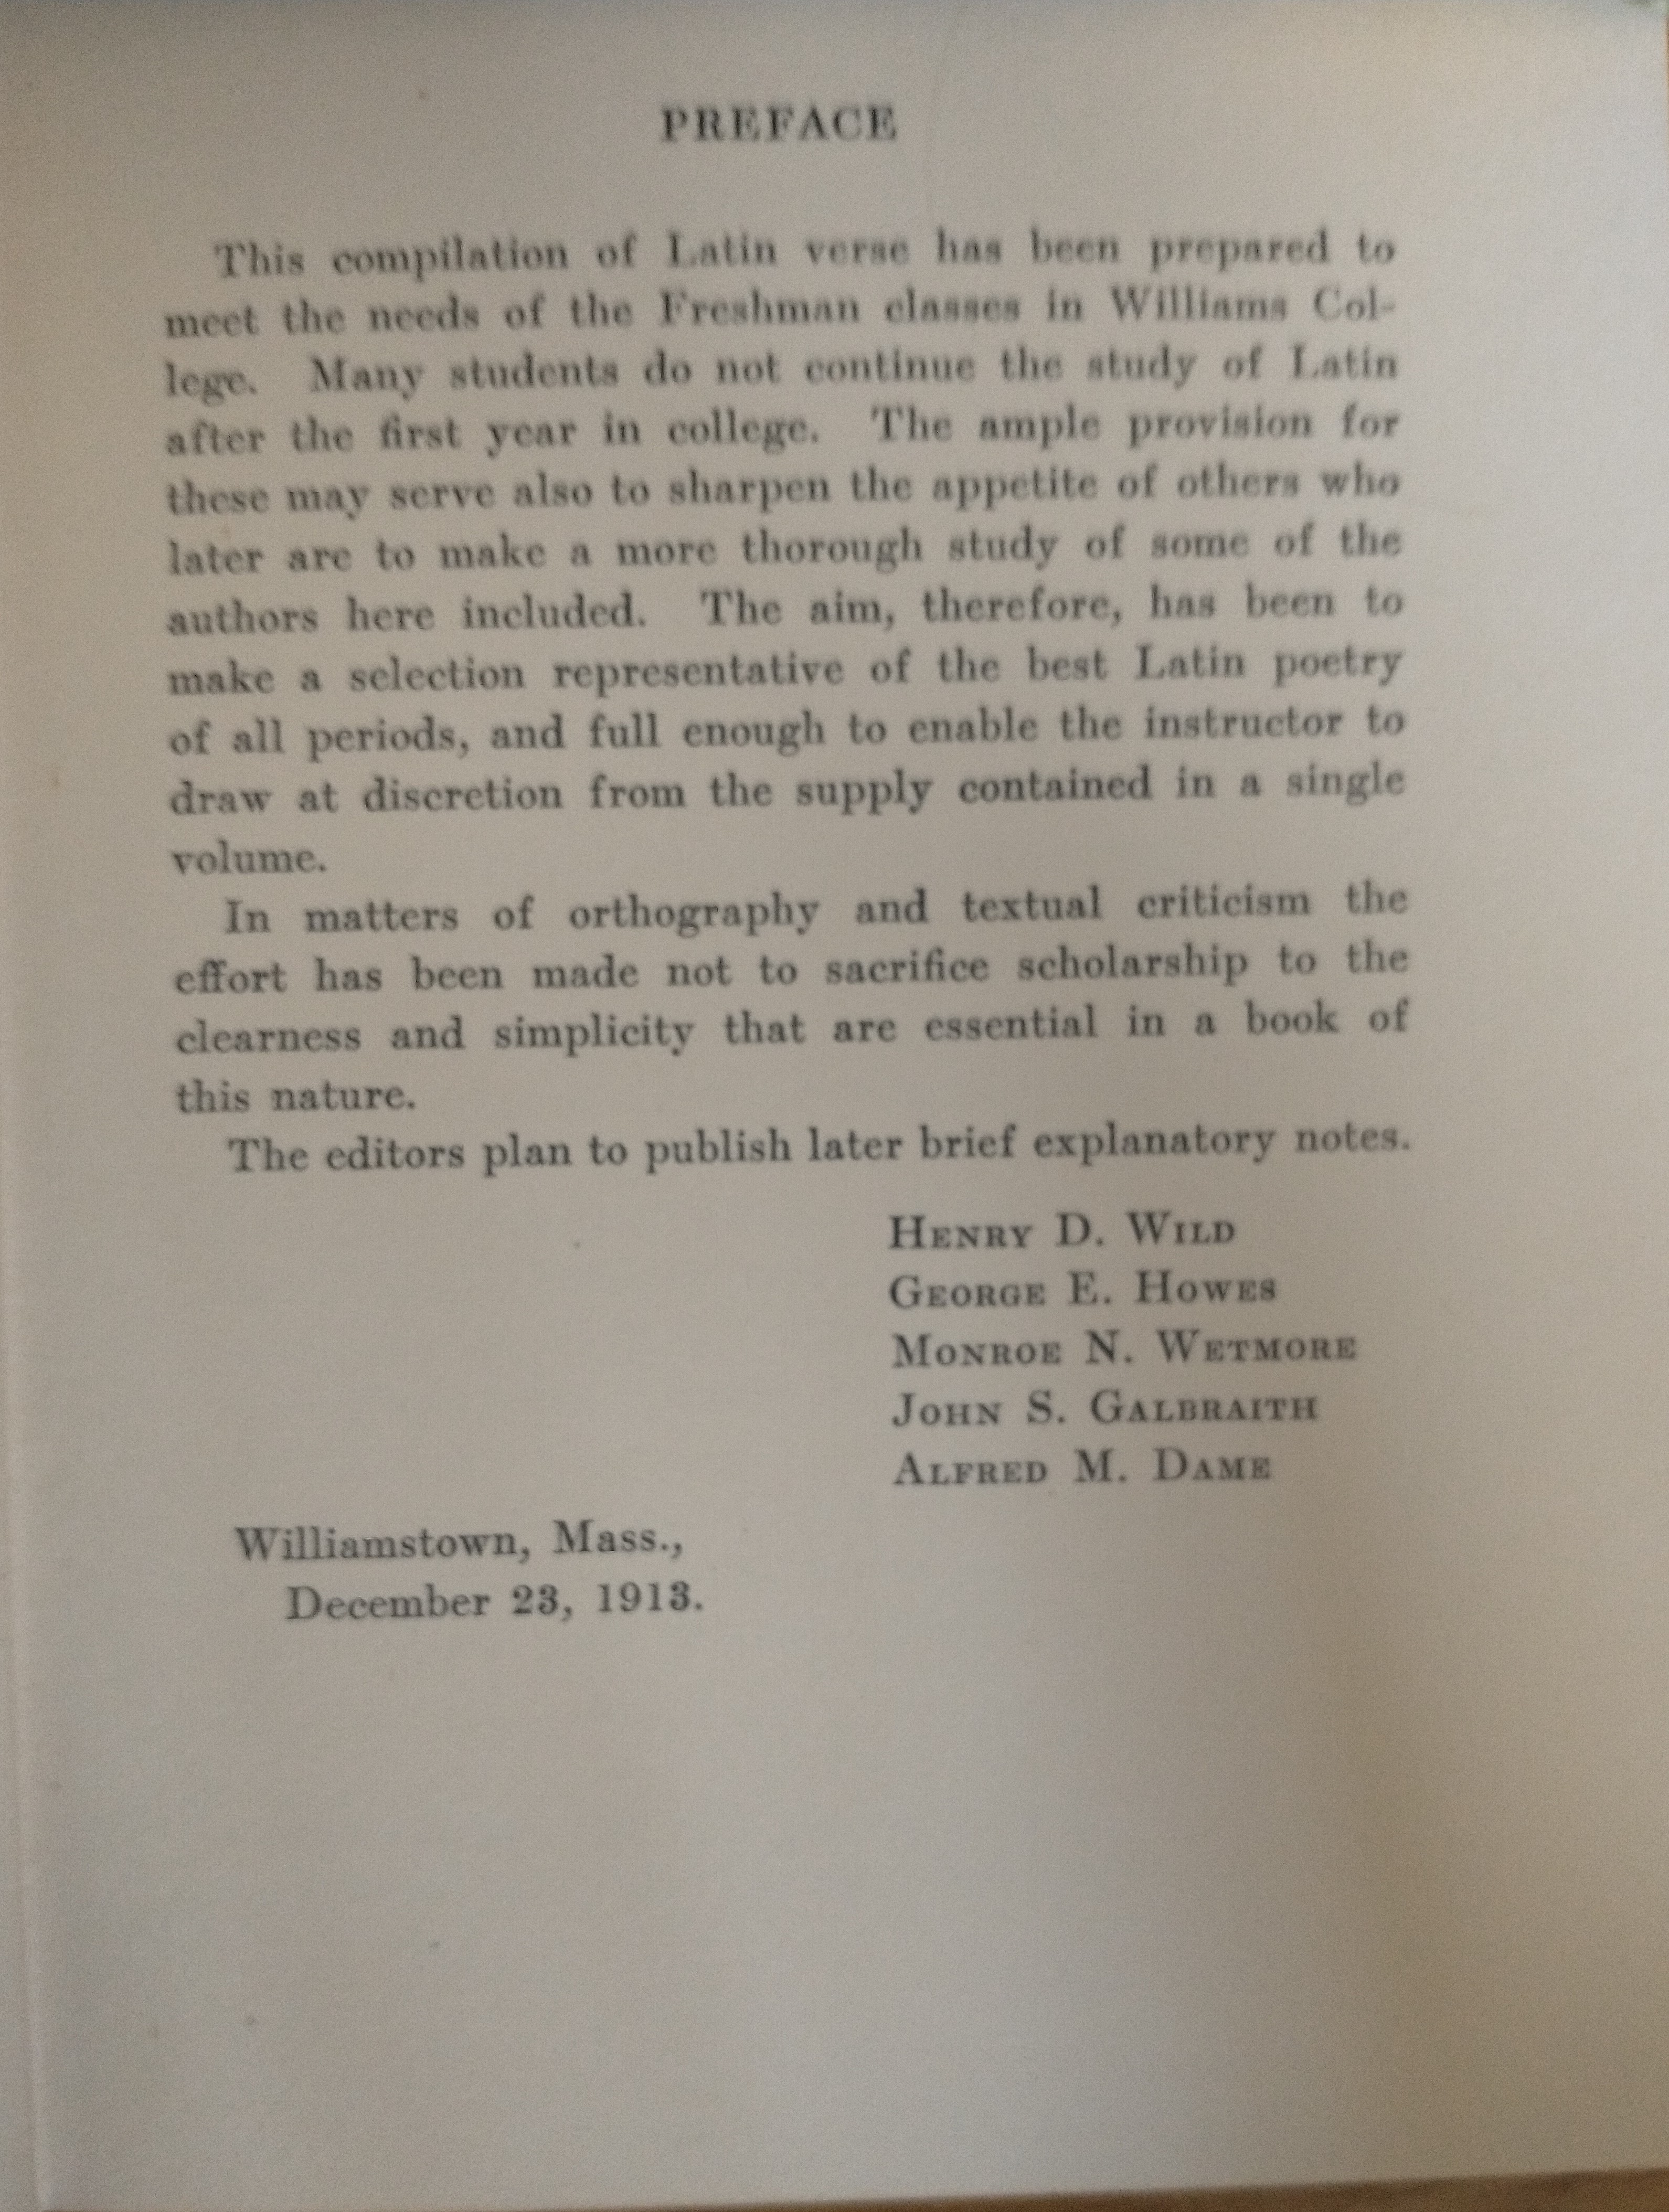 PREFACE
This compilation of Latin verse has been prepared to
meet the needs of the Freshman classes in Williams Col-
lege. Many students do not continue the study of Latin
after the first year in college. The ample provision for
these may serve also to sharpen the appetite of others who
later are to make a more thorough study of some of the
authors here included. The aim, therefore, has been to
make a selection representative of the best Latin poetry
of all periods, and full enough to enable the instructor to
draw at discretion from the supply contained in a single
volume.
In matters of orthography and textual criticism the
effort has been made not to sacrifice scholarship to the
clearness and simplicity that are essential in a book of
this nature.
The editors plan to publish later brief explanatory notes.
HENRY D. WILD
GEORGE E. HOWES
MONROE N. WETMORE
JOHN S. GALBRAITH
ALFRED M. DAME
Williamstown, Mass.,
December 23, 1913.